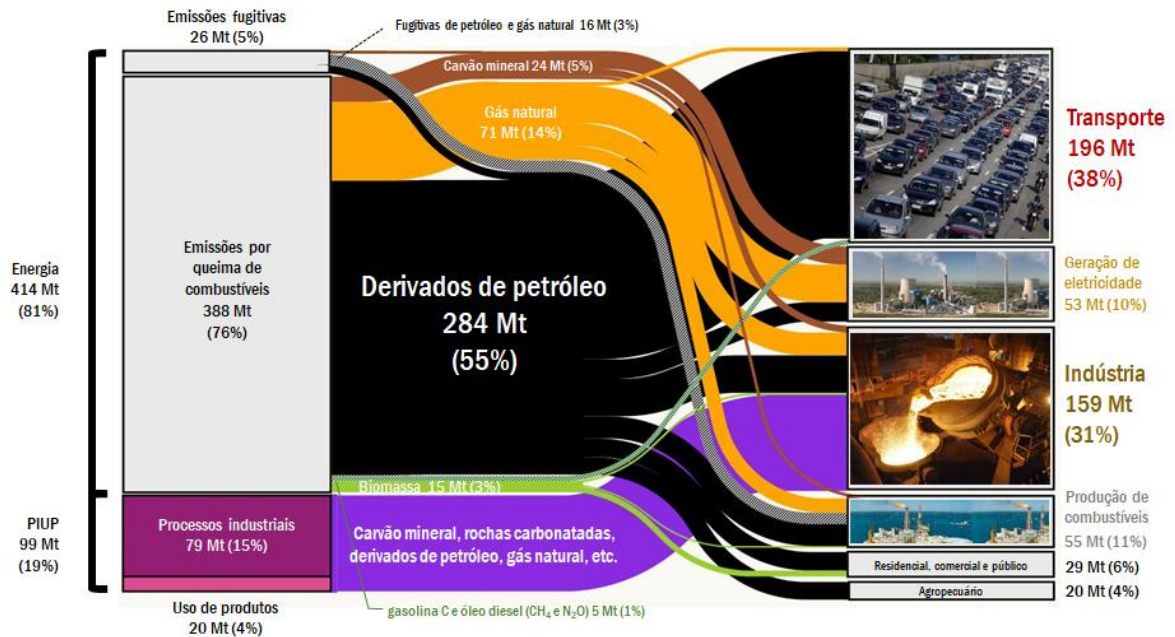 Emissões fugitivas
26 Mt (5%)
Fugitivas de petróleo e gás natural 16 Mt (3%)
Carvão mineral 24 Mt (5%)
Gás natural
71 Mt (14%)
Transporte
196 Mt
(38%)
Energia
414 Mt
(81%)
Emissões por
queima de
combustíveis
388 Mt
(76%)
Derivados de petróleo
284 Mt
(55%)
Geração de
eletricidade
53 Mt (10%)
Indústria
159 Mt
(31%)
Biomassa 15 Mt (3%)
PIUP
99 Mt
(19%)
Processos industriais
79 Mt (15%)
Carvão mineral, rochas carbonatadas,
derivados de petróleo, gás natural, etc.
Produção de
combustíveis
55 Mt (11%)
Residencial, comercial e público
29 Mt (6%)
Agropecuário
20 Mt (4%)
Uso de produtos
20 Mt (4%)
gasolina C e óleo diesel (CH₄ e N₂O) 5 Mt (1%)